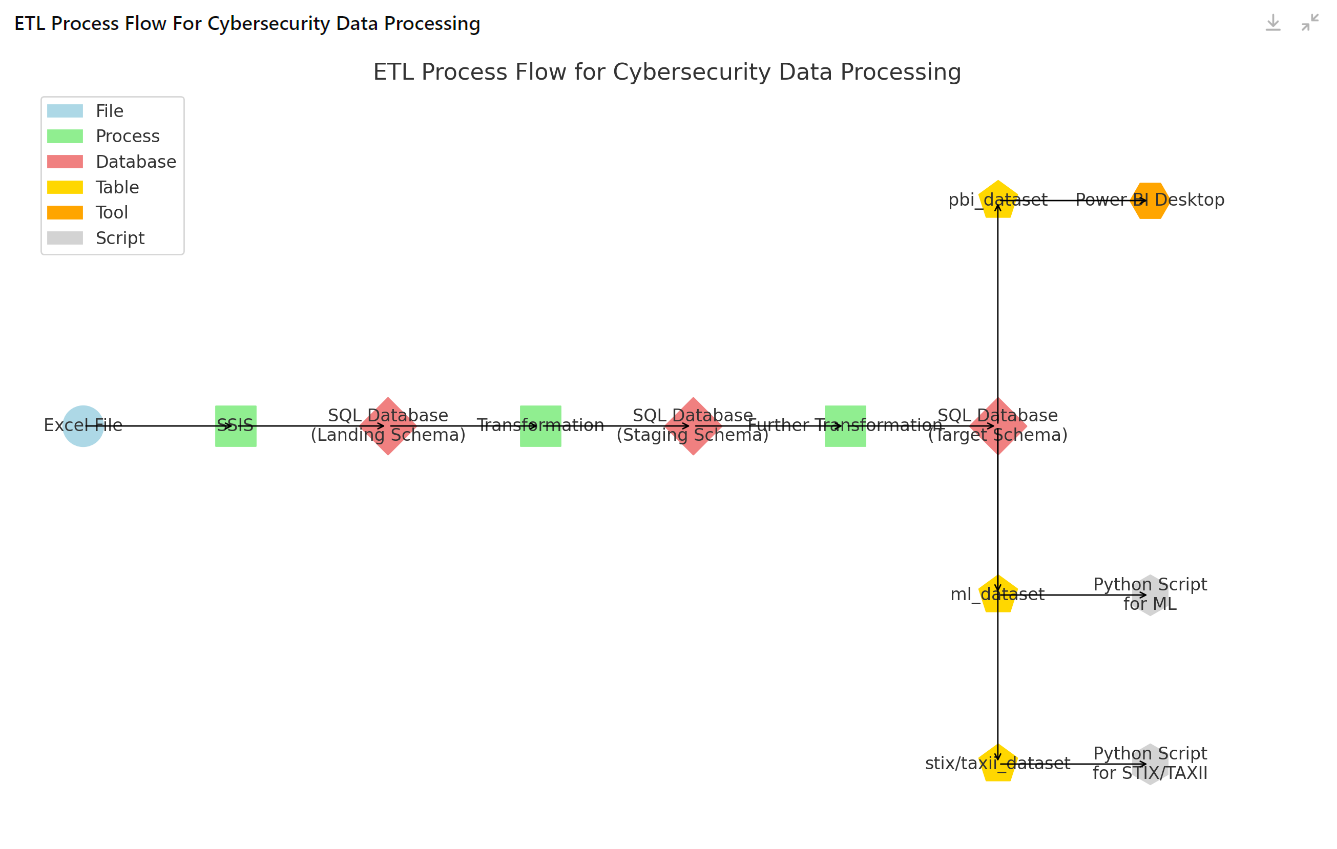 ETL Process Flow For Cybersecurity Data Processing
ETL Process Flow for Cybersecurity Data Processing
File
Process
Database
Table
Tool
Script
pbi_dataset
Power BI Desktop
Excel File
SSIS
SQL Database
(Landing Schema)
Transformation
SQL Database
(Staging Schema)
Further Transformation
SQL Database
(Target Schema)
ml_dataset
Python Script
for ML
stix/taxii_dataset
Python Script
for STIX/TAXII